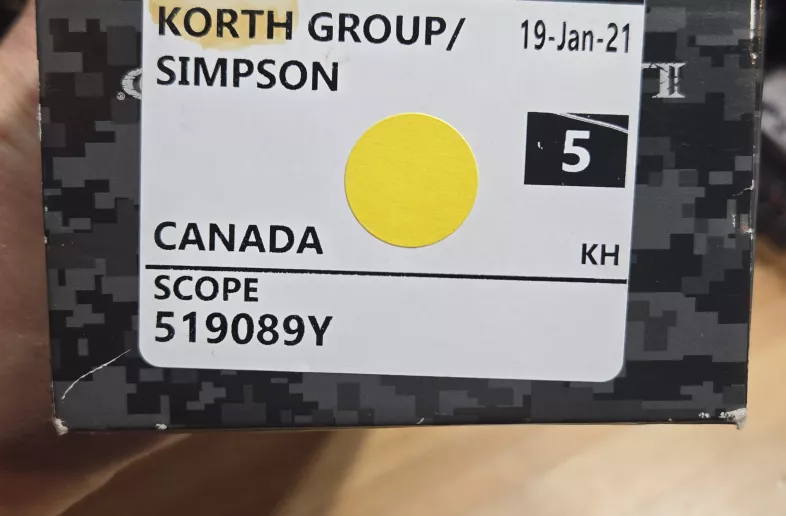 KORTH GROUP/
SIMPSON
19-Jan-21
5
CANADA
KH
SCOPE
519089Y